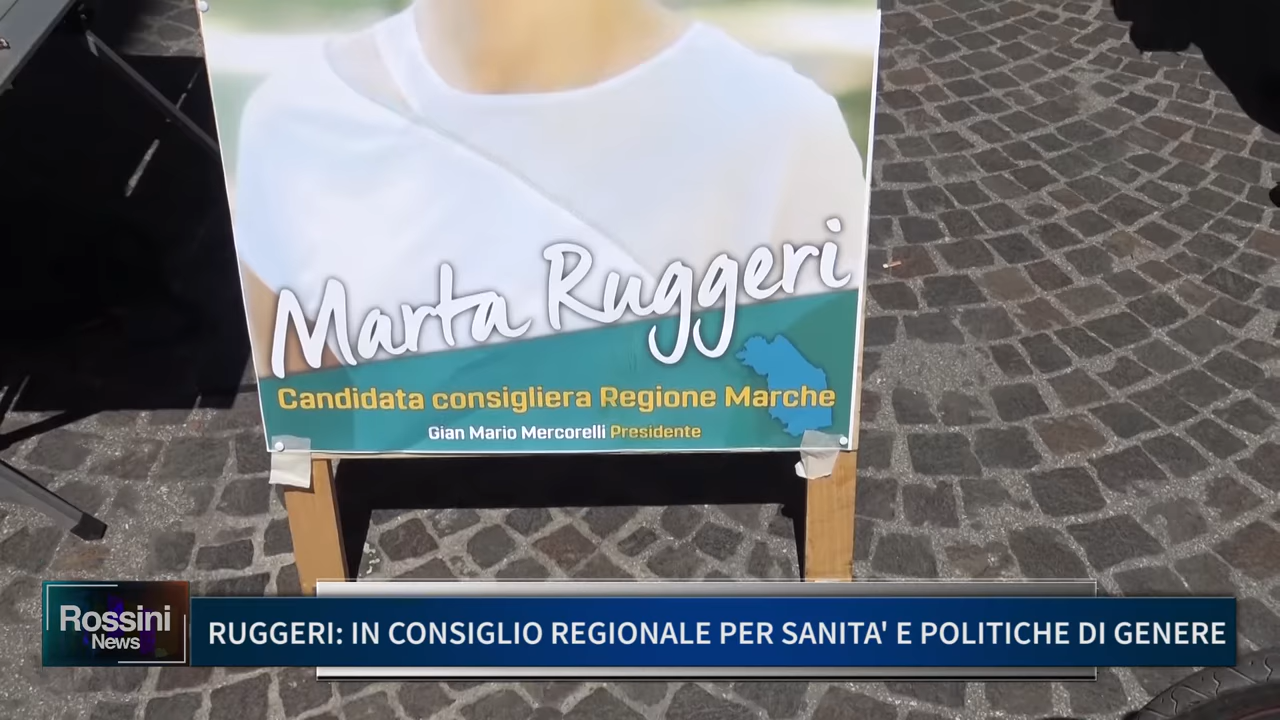 Marta Ruggeri
Candidata consigliera Regione Marche
Gian Mario Mercorelli Presidente
Rossini
News
RUGGERI: IN CONSIGLIO REGIONALE PER SANITA' E POLITICHE DI GENERE